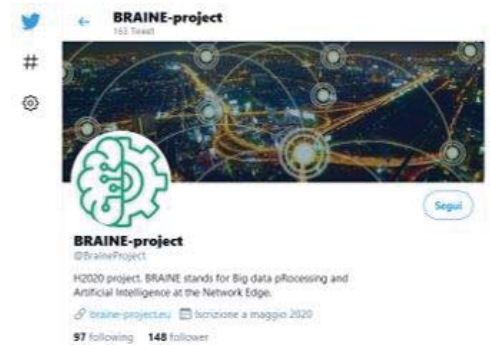 BRAINE-project
163 Tweet
Segui
BRAINE-project
@BraineProject
H2020 project. BRAINE stands for Big data pRocessing and
Artificial Intelligence at the Network Edge.
braine-project.eu Iscrizione a maggio 2020
97 following 148 follower